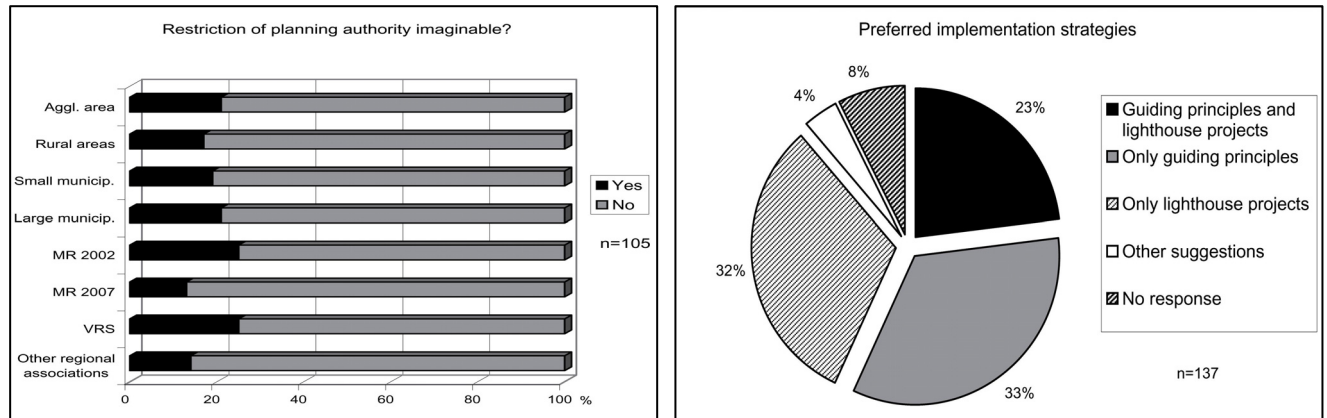 Restriction of planning authority imaginable?
Aggl. area
Rural areas
Small municip.
Large municip.
MR 2002
MR 2007
VRS
Other regional
associations
0 20 40 60 80 100 %
Yes
No
n=105
Preferred implementation strategies
8%
4%
23%
32%
33%
Guiding principles and
lighthouse projects
Only guiding principles
Only lighthouse projects
Other suggestions
No response
n=137